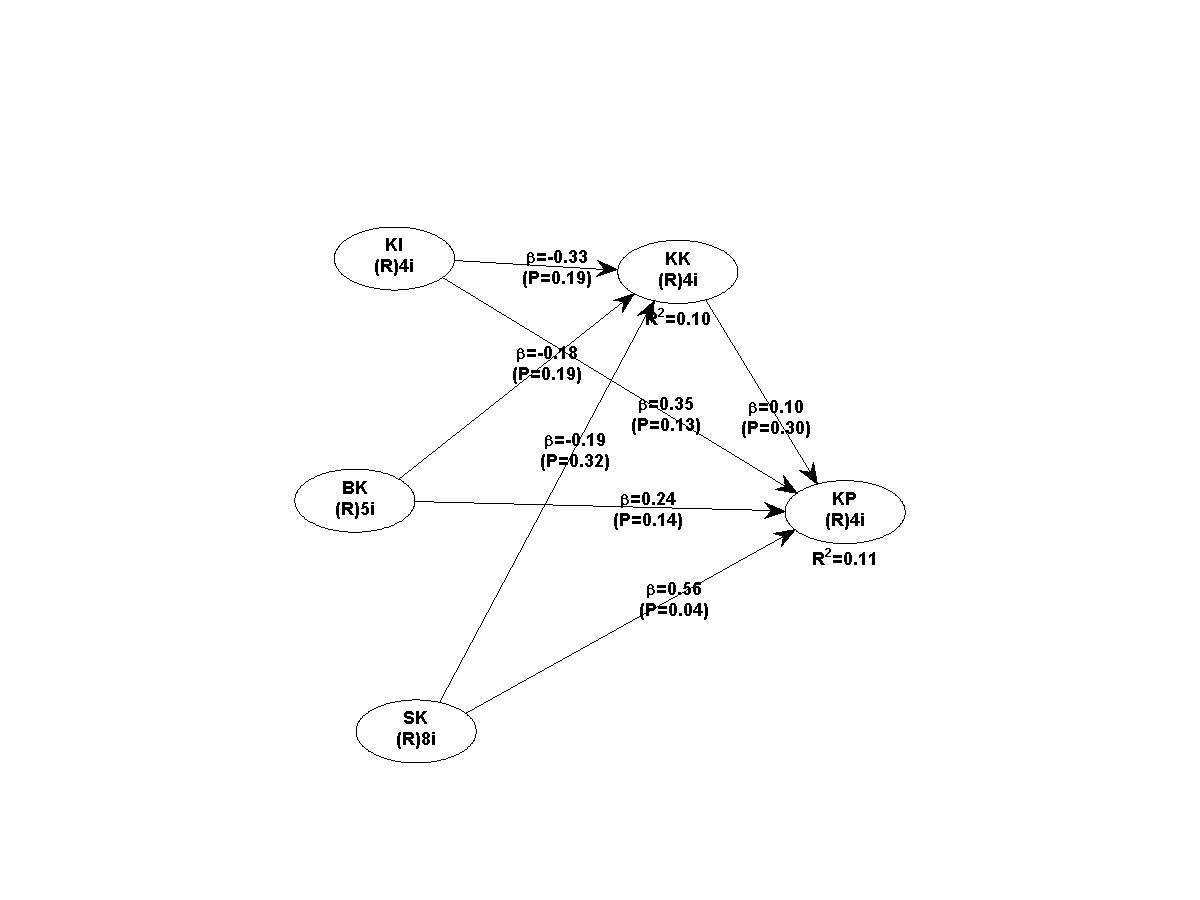 KI
(R)4i
β=-0.33
(P=0.19)
KK
(R)4i
R²=0.10
β=-0.18
(P=0.19)
β=0.35
(P=0.13)
β=0.10
(P=0.30)
β=-0.19
(P=0.32)
BK
(R)5i
β=0.24
(P=0.14)
KP
(R)4i
R²=0.11
β=0.56
(P=0.04)
SK
(R)8i